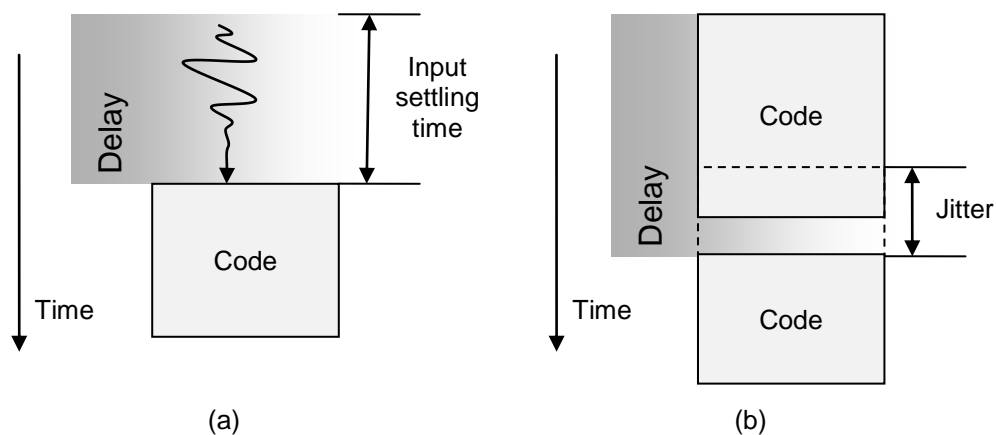 Delay
Input
settling
time
Code
Time
(a)
Delay
Code
Jitter
Code
Time
(b)